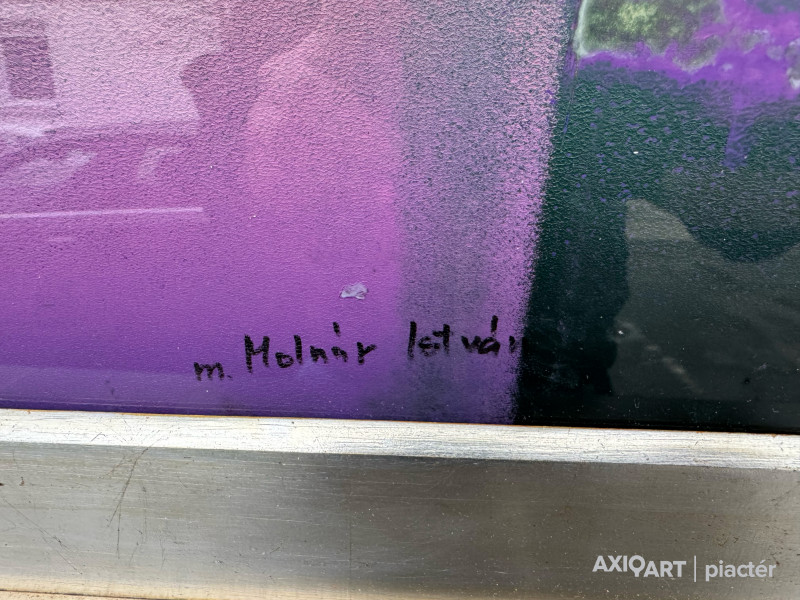 m. Molnár István
AXIOART | piactér